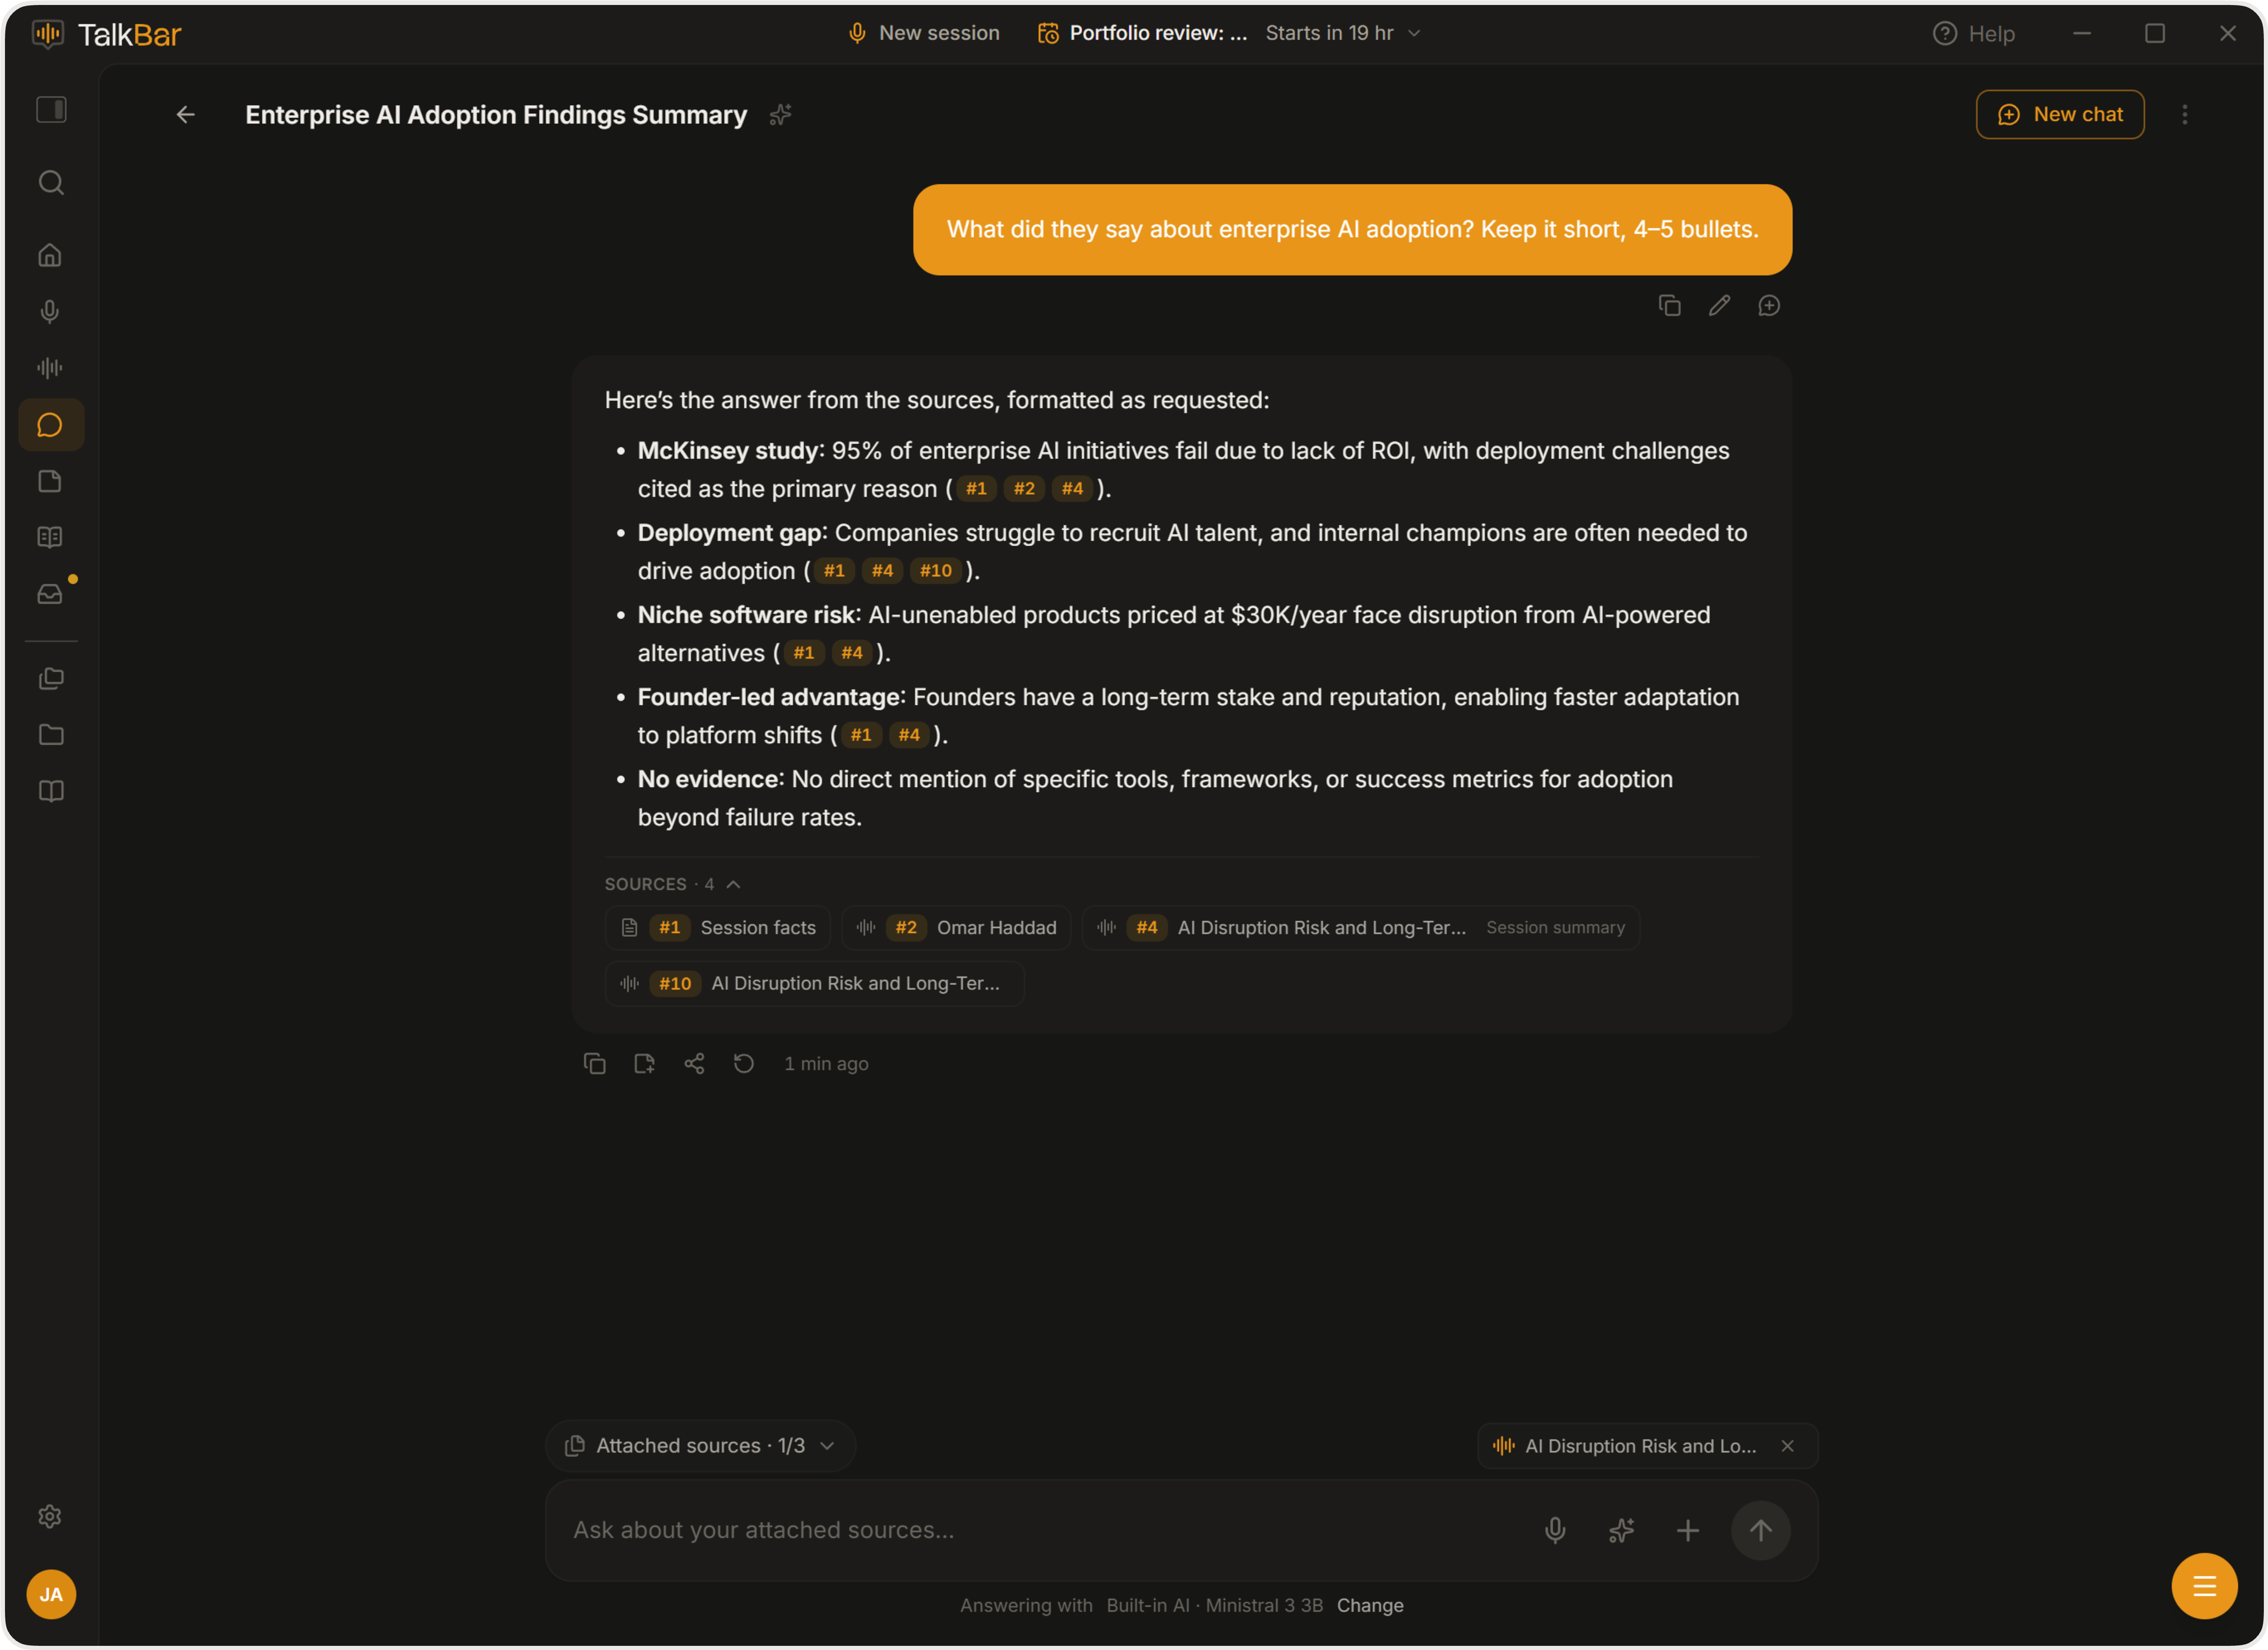 TalkBar
New session
Portfolio review: ... Starts in 19 hr
Help
Enterprise AI Adoption Findings Summary
New chat
What did they say about enterprise AI adoption? Keep it short, 4–5 bullets.
Here’s the answer from the sources, formatted as requested:
• McKinsey study: 95% of enterprise AI initiatives fail due to lack of ROI, with deployment challenges
cited as the primary reason ( #1 #2 #4 ).
• Deployment gap: Companies struggle to recruit AI talent, and internal champions are often needed to
drive adoption ( #1 #4 #10 ).
• Niche software risk: AI-unenabled products priced at $30K/year face disruption from AI-powered
alternatives ( #1 #4 ).
• Founder-led advantage: Founders have a long-term stake and reputation, enabling faster adaptation
to platform shifts ( #1 #4 ).
• No evidence: No direct mention of specific tools, frameworks, or success metrics for adoption
beyond failure rates.
SOURCES · 4
#1 Session facts
#2 Omar Haddad
#4 AI Disruption Risk and Long-Ter... Session summary
#10 AI Disruption Risk and Long-Ter...
1 min ago
Attached sources · 1/3
AI Disruption Risk and Lo...
Ask about your attached sources...
JA
Answering with Built-in AI · Ministral 3 3B Change